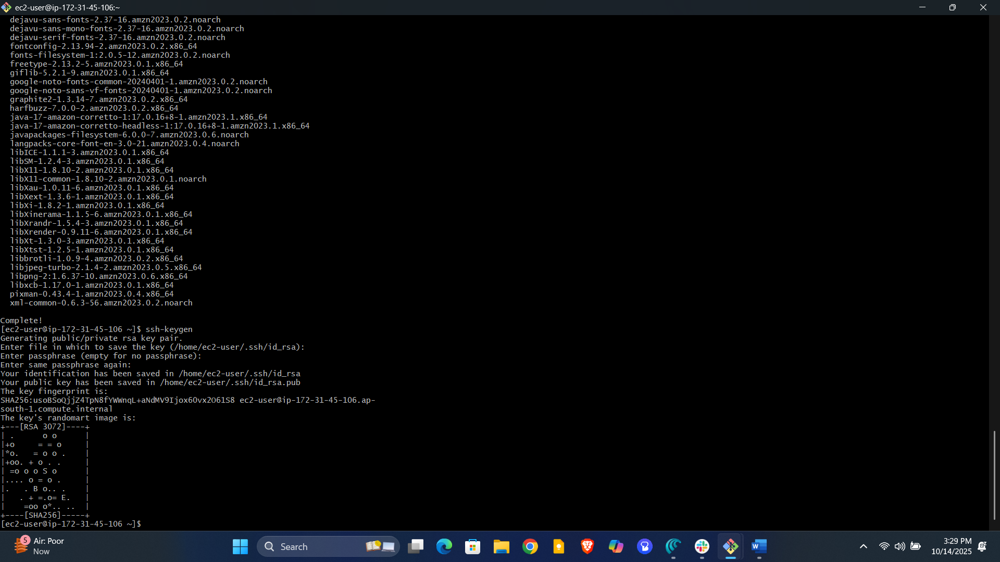 ec2-user@ip-172-31-45-106:~
dejavu-sans-fonts-2.37-16.amzn2023.0.2.noarch
dejavu-sans-mono-fonts-2.37-16.amzn2023.0.2.noarch
dejavu-serif-fonts-2.37-16.amzn2023.0.2.noarch
fontconfig-2.13.94-2.amzn2023.0.2.x86_64
fonts-filesystem-1:2.0.5-12.amzn2023.0.2.noarch
freetype-2.13.2-5.amzn2023.0.1.x86_64
giflib-5.2.1-9.amzn2023.0.1.x86_64
google-noto-fonts-common-20240401-1.amzn2023.0.2.noarch
google-noto-sans-vf-fonts-20240401-1.amzn2023.0.2.noarch
graphite2-1.3.14-7.amzn2023.0.2.x86_64
harfbuzz-7.0.0-2.amzn2023.0.2.x86_64
java-17-amazon-corretto-1:17.0.16+8-1.amzn2023.1.x86_64
java-17-amazon-corretto-headless-1:17.0.16+8-1.amzn2023.1.x86_64
javapackages-filesystem-6.0.0-7.amzn2023.0.6.noarch
langpacks-core-font-en-3.0-21.amzn2023.0.4.noarch
libICE-1.1.1-3.amzn2023.0.1.x86_64
libSM-1.2.4-3.amzn2023.0.1.x86_64
libX11-1.8.10-2.amzn2023.0.1.x86_64
libX11-common-1.8.10-2.amzn2023.0.1.noarch
libXau-1.0.11-6.amzn2023.0.1.x86_64
libXext-1.3.6-1.amzn2023.0.1.x86_64
libXi-1.8.2-1.amzn2023.0.1.x86_64
libXinerama-1.1.5-6.amzn2023.0.1.x86_64
libXrandr-1.5.4-3.amzn2023.0.1.x86_64
libXrender-0.9.11-6.amzn2023.0.1.x86_64
libXt-1.3.0-3.amzn2023.0.1.x86_64
libXtst-1.2.5-1.amzn2023.0.1.x86_64
libbrotli-1.0.9-4.amzn2023.0.2.x86_64
libjpeg-turbo-2.1.4-2.amzn2023.0.5.x86_64
libpng-2:1.6.37-10.amzn2023.0.6.x86_64
libxcb-1.17.0-1.amzn2023.0.1.x86_64
pixman-0.43.4-1.amzn2023.0.4.x86_64
xml-common-0.6.3-56.amzn2023.0.2.noarch
Complete!
[ec2-user@ip-172-31-45-106 ~]$ ssh-keygen
Generating public/private rsa key pair.
Enter file in which to save the key (/home/ec2-user/.ssh/id_rsa):
Enter passphrase (empty for no passphrase):
Enter same passphrase again:
Your identification has been saved in /home/ec2-user/.ssh/id_rsa
Your public key has been saved in /home/ec2-user/.ssh/id_rsa.pub
The key fingerprint is:
SHA256:usoBSoQjjZ4TpN8fYWWnqL+aNdMV9Ijox60vx2O61S8 ec2-user@ip-172-31-45-106.ap-
south-1.compute.internal
The key's randomart image is:
+---[RSA 3072]----+
| .      o o      |
|+o     = = o     |
|*o.   = o o .    |
|+oo. + o . .     |
| =o o o S o      |
|.... o = o .     |
|.   . B o.. .    |
|   . + =.o= E.   |
|    =oo o*.. ..  |
+----[SHA256]-----+
[ec2-user@ip-172-31-45-106 ~]$
5
Air: Poor
Now
Search
W
3:29 PM
10/14/2025